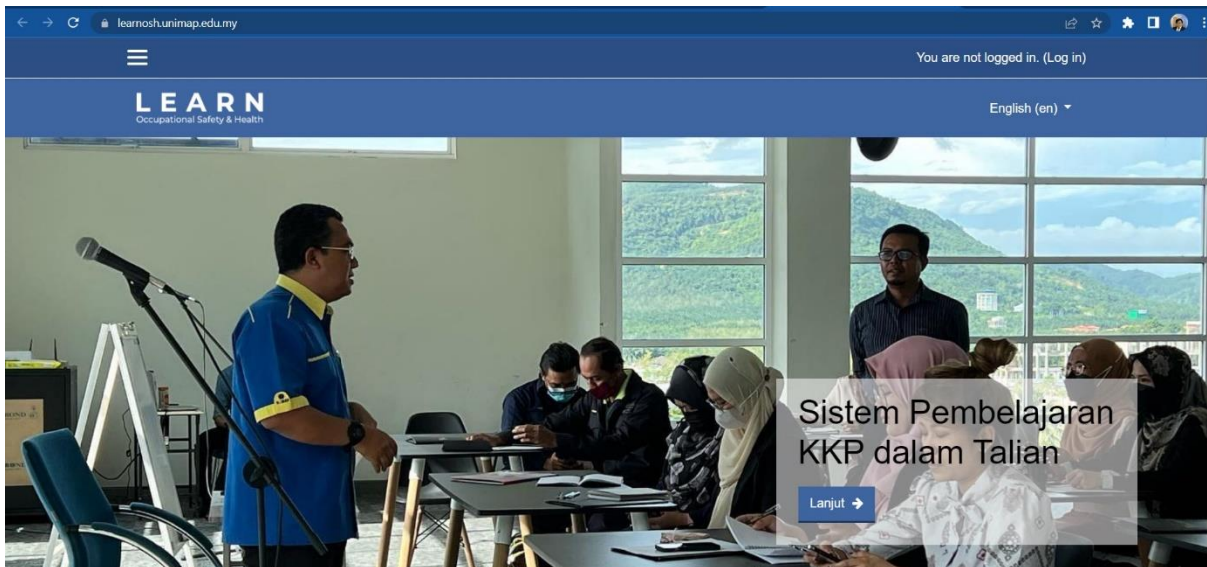 learnosh.unimap.edu.my
You are not logged in. (Log in)
LEARN
Occupational Safety & Health
English (en)
Sistem Pembelajaran
KKP dalam Talian
Lanjut